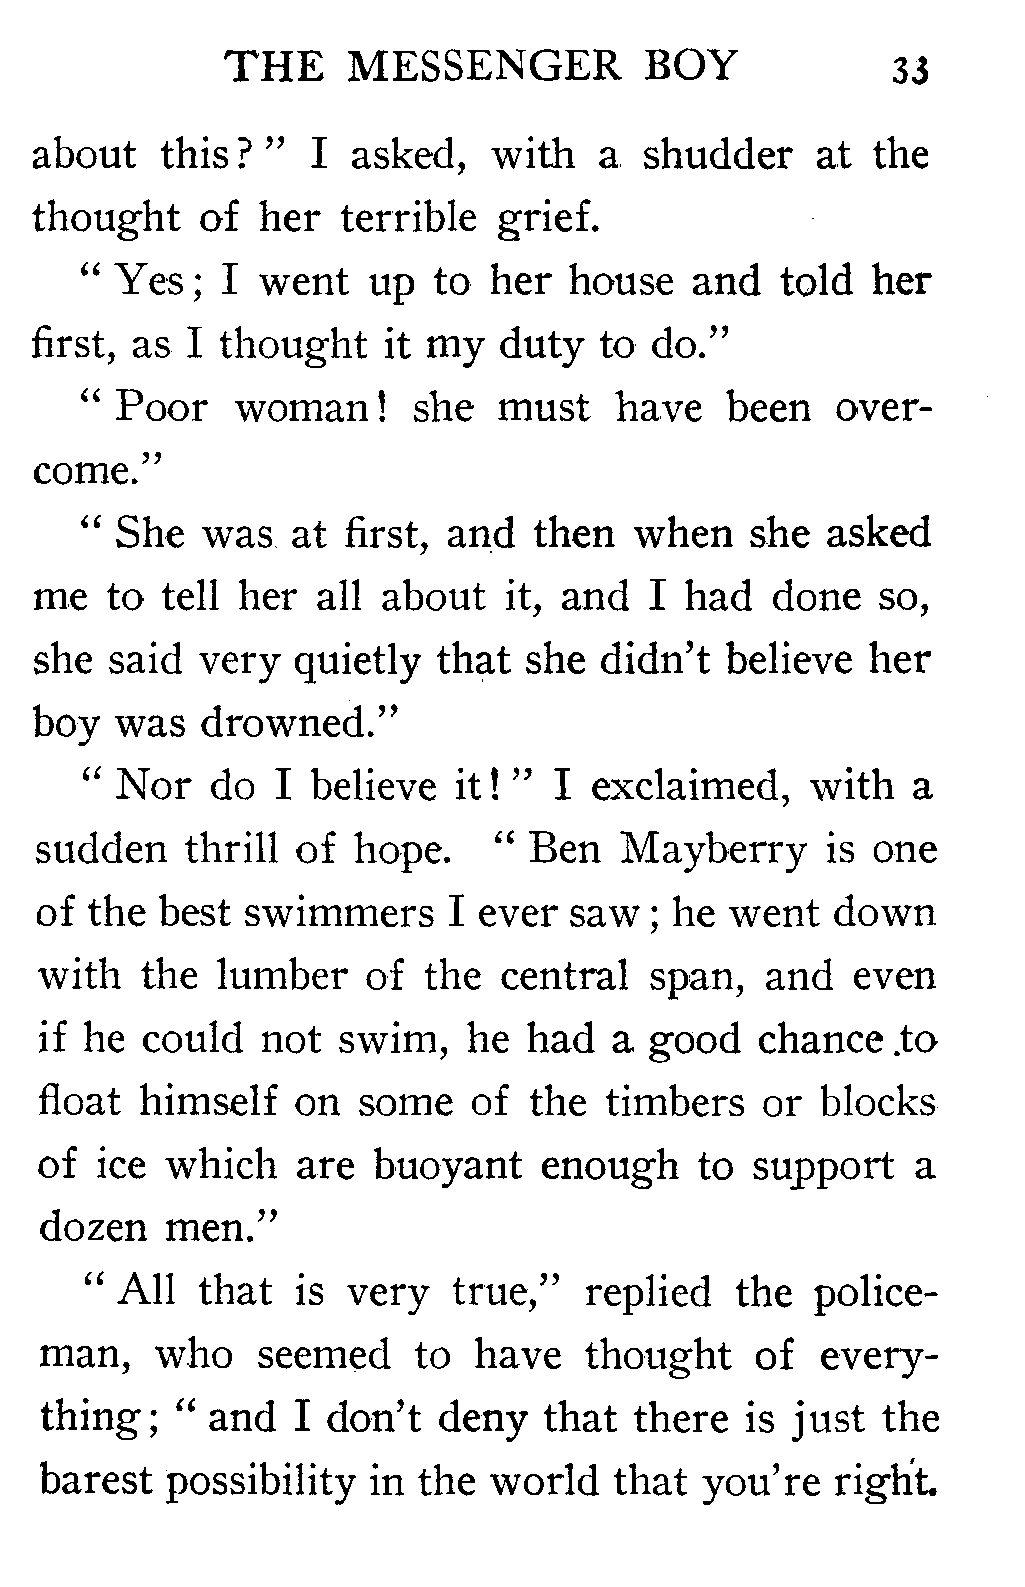 THE MESSENGER BOY 33
about this?" I asked, with a shudder at the
thought of her terrible grief.
"Yes; I went up to her house and told her
first, as I thought it my duty to do."
"Poor woman! she must have been over-
come."
"She was at first, and then when she asked
me to tell her all about it, and I had done so,
she said very quietly that she didn't believe her
boy was drowned."
"Nor do I believe it!" I exclaimed, with a
sudden thrill of hope. "Ben Mayberry is one
of the best swimmers I ever saw; he went down
with the lumber of the central span, and even
if he could not swim, he had a good chance to
float himself on some of the timbers or blocks
of ice which are buoyant enough to support a
dozen men."
"All that is very true," replied the police-
man, who seemed to have thought of every-
thing; "and I don't deny that there is just the
barest possibility in the world that you're right.